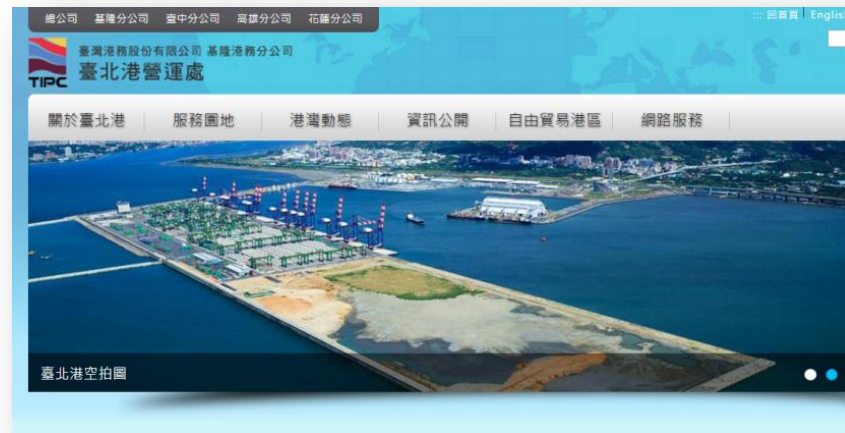 總公司 基隆分公司 臺中分公司 高雄分公司 花蓮分公司
::: 回首頁 English
臺灣港務股份有限公司 基隆港務分公司
TIPC 臺北港營運處
關於臺北港 服務園地 港灣動態 資訊公開 自由貿易港區 網路服務
臺北港空拍圖